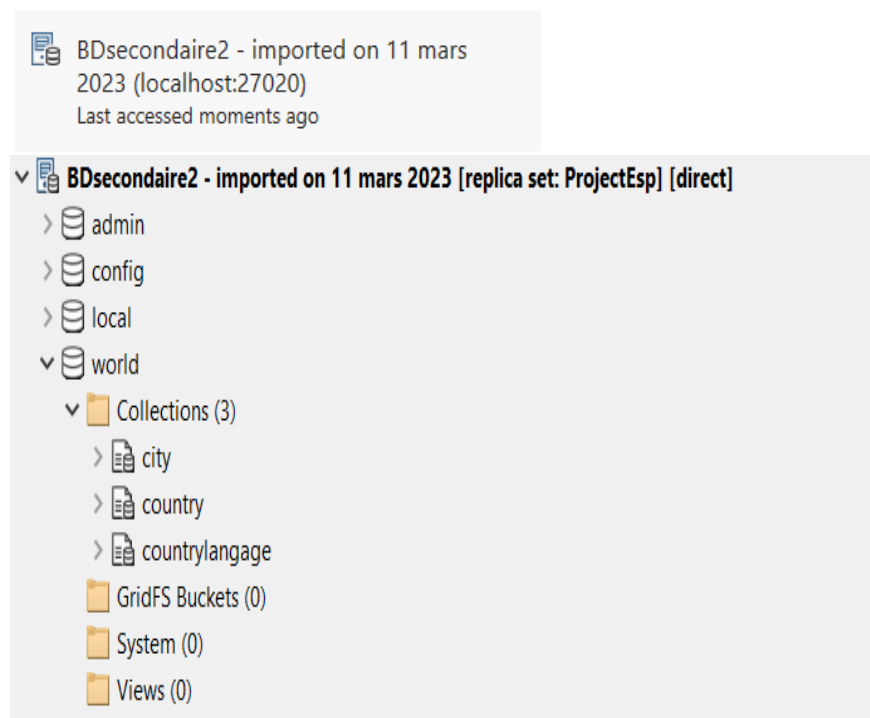 BDsecondaire2 - imported on 11 mars
2023 (localhost:27020)
Last accessed moments ago
BDsecondaire2 - imported on 11 mars 2023 [replica set: ProjectEsp] [direct]
admin
config
local
world
Collections (3)
city
country
countrylangage
GridFS Buckets (0)
System (0)
Views (0)